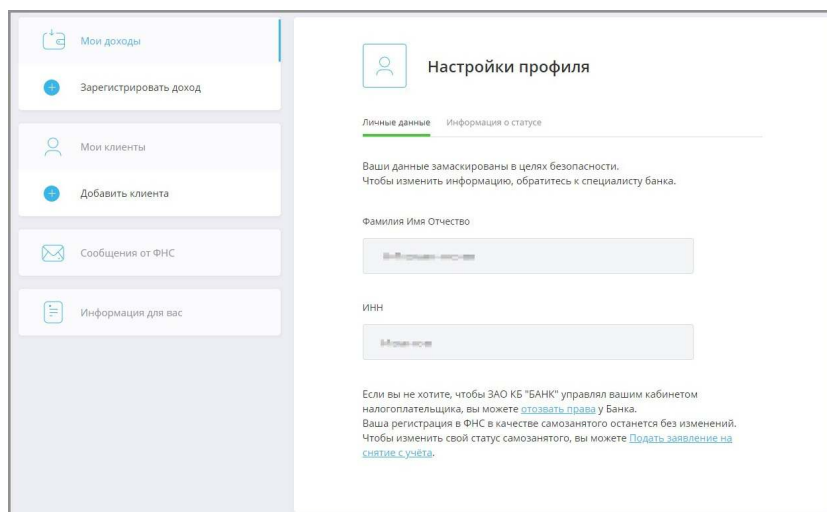 Мои доходы
Зарегистрировать доход
Мои клиенты
Добавить клиента
Сообщения от ФНС
Информация для вас
Настройки профиля
Личные данные Информация о статусе
Ваши данные замаскированы в целях безопасности.
Чтобы изменить информацию, обратитесь к специалисту банка.
Фамилия Имя Отчество
ИНН
Если вы не хотите, чтобы ЗАО КБ "БАНК" управлял вашим кабинетом
налогоплательщика, вы можете отозвать права у Банка.
Ваша регистрация в ФНС в качестве самозанятого останется без изменений.
Чтобы изменить свой статус самозанятого, вы можете Подать заявление на
снятие с учёта.